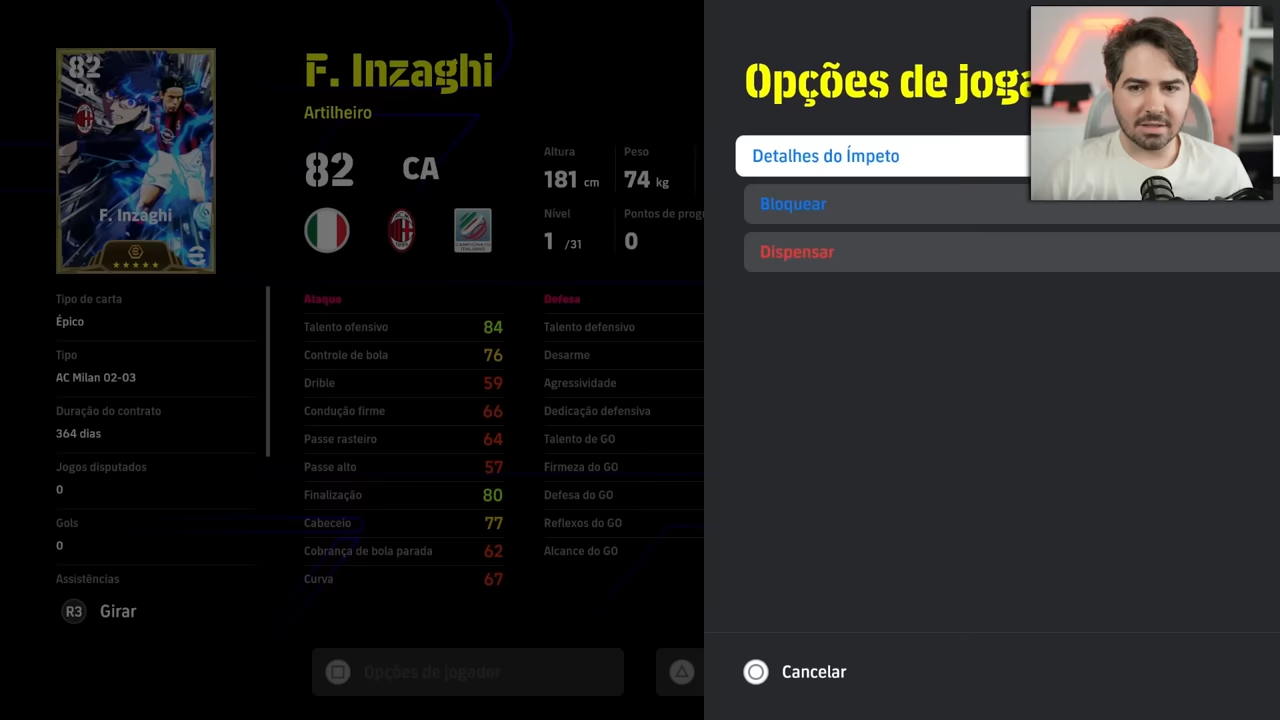 82
CA
F. Inzaghi
F. Inzaghi
Artilheiro
82
CA
Altura
181 cm
Peso
74 kg
Nível
1 /31
Pontos de prog
0
Tipo de carta
Épico
Tipo
AC Milan 02-03
Duração do contrato
364 dias
Jogos disputados
0
Gols
0
Assistências
R3 Girar
Ataque
Talento ofensivo 84
Controle de bola 76
Drible 59
Condução firme 66
Passe rasteiro 64
Passe alto 57
Finalização 80
Cabeceio 77
Cobrança de bola parada 62
Curva 67
Defesa
Talento defensivo
Desarme
Agressividade
Dedicação defensiva
Talento de GO
Firmeza do GO
Defesa do GO
Reflexos do GO
Alcance do GO
Opções de jogador
Opções de joga
Detalhes do Ímpeto
Bloquear
Dispensar
Cancelar